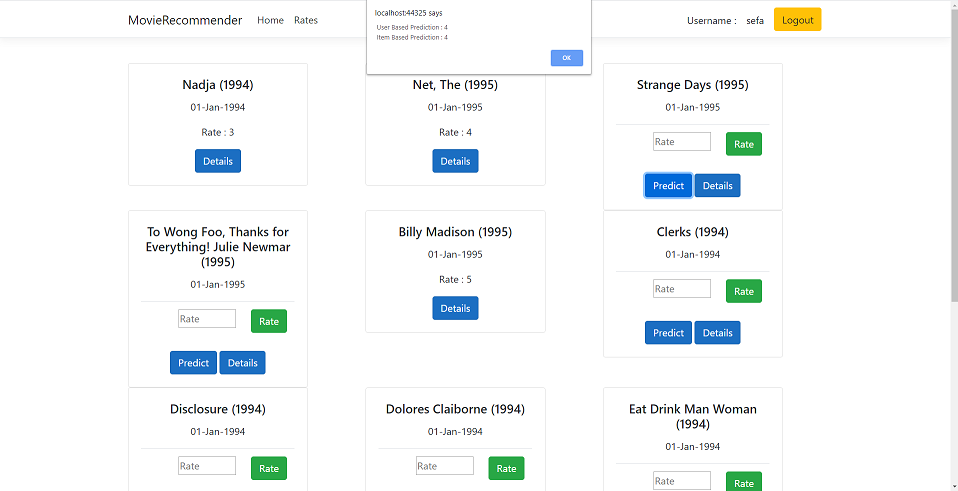 MovieRecommender Home Rates
localhost:44325 says
User Based Prediction : 4
Item Based Prediction : 4
OK
Username : sefa Logout
Nadja (1994)
01-Jan-1994
Rate : 3
Details
Net, The (1995)
01-Jan-1995
Rate : 4
Details
Strange Days (1995)
01-Jan-1995
Rate Rate
Predict Details
To Wong Foo, Thanks for
Everything! Julie Newmar
(1995)
01-Jan-1995
Rate Rate
Predict Details
Billy Madison (1995)
01-Jan-1995
Rate : 5
Details
Clerks (1994)
01-Jan-1994
Rate Rate
Predict Details
Disclosure (1994)
01-Jan-1994
Rate Rate
Dolores Claiborne (1994)
01-Jan-1994
Rate Rate
Eat Drink Man Woman
(1994)
01-Jan-1994
Rate Rate